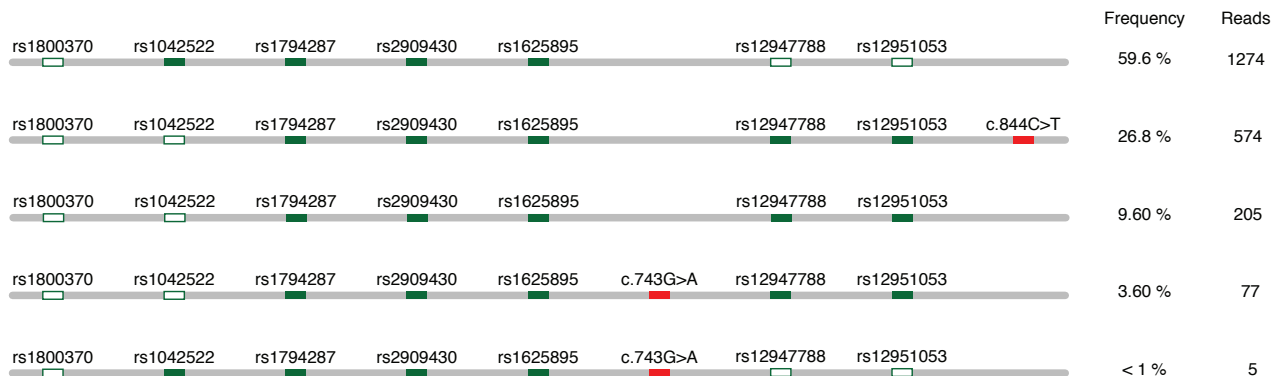 Frequency Reads
rs1800370 rs1042522 rs1794287 rs2909430 rs1625895 rs12947788 rs12951053
59.6 % 1274
rs1800370 rs1042522 rs1794287 rs2909430 rs1625895 rs12947788 rs12951053 c.844C>T
26.8 % 574
rs1800370 rs1042522 rs1794287 rs2909430 rs1625895 rs12947788 rs12951053
9.60 % 205
rs1800370 rs1042522 rs1794287 rs2909430 rs1625895 c.743G>A rs12947788 rs12951053
3.60 % 77
rs1800370 rs1042522 rs1794287 rs2909430 rs1625895 c.743G>A rs12947788 rs12951053
< 1 % 5